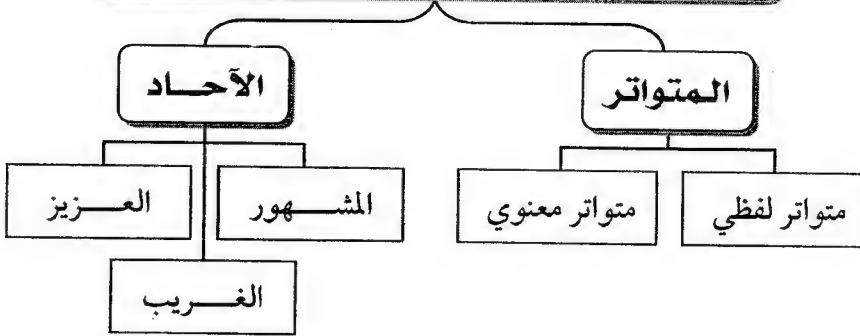 المتواتر
الآحاد
متواتر لفظي
متواتر معنوي
المشهور
العزيز
الغريب